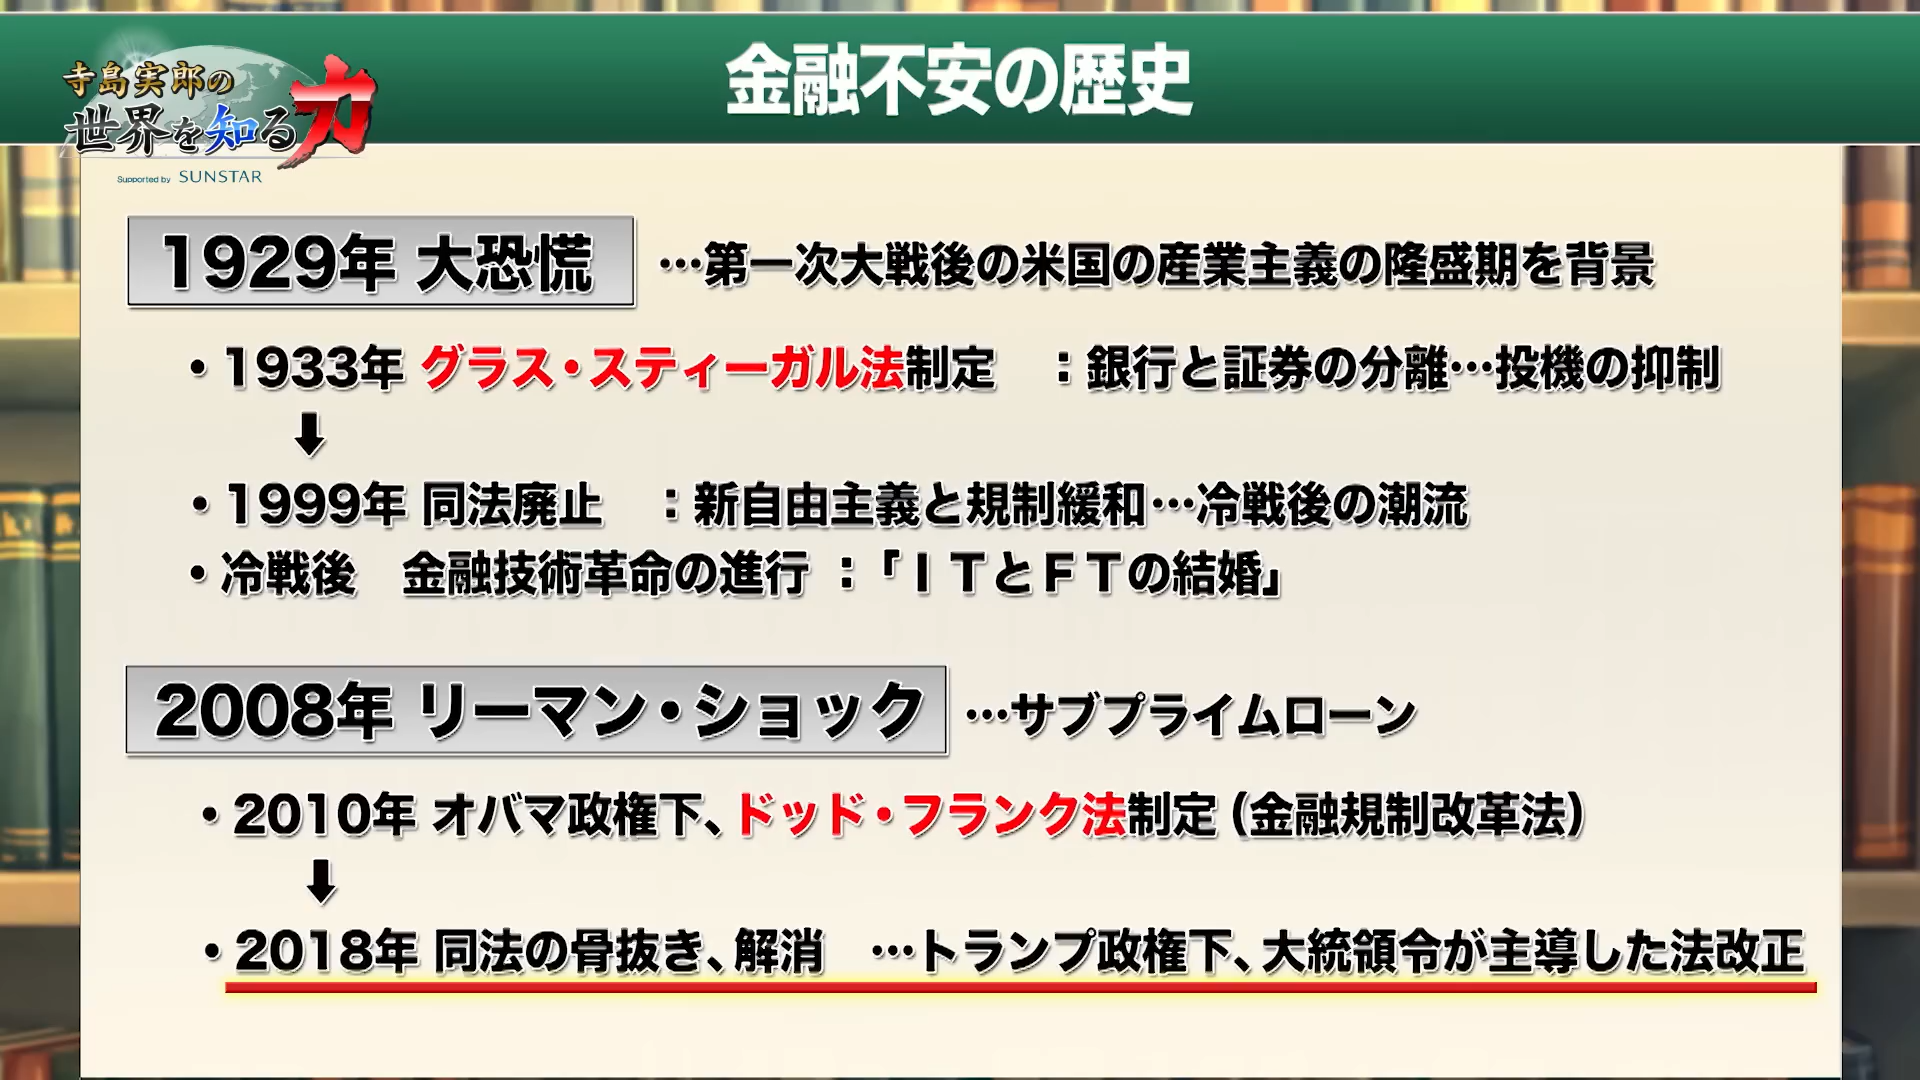 寺島実郎の
世界を知る力
Supported by SUNSTAR
金融不安の歴史
1929年 大恐慌 …第一次大戦後の米国の産業主義の隆盛期を背景
・1933年 グラス・スティーガル法制定 ：銀行と証券の分離…投機の抑制
⬇
・1999年 同法廃止 ：新自由主義と規制緩和…冷戦後の潮流
・冷戦後 金融技術革命の進行 ：「ＩＴとＦＴの結婚」
2008年 リーマン・ショック …サブプライムローン
・2010年 オバマ政権下、ドッド・フランク法制定（金融規制改革法）
⬇
・2018年 同法の骨抜き、解消 …トランプ政権下、大統領令が主導した法改正